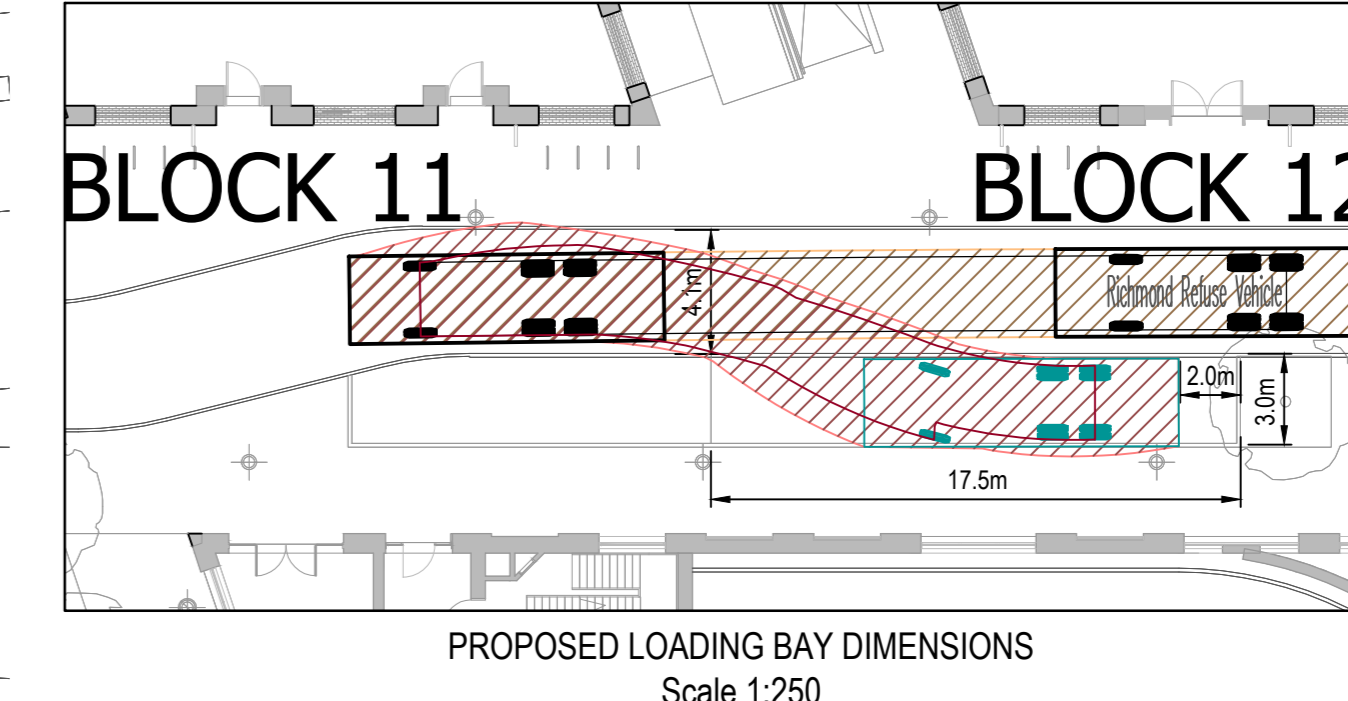 BLOCK 11
BLOCK 12
4.1m
Richmond Refuse Vehicle
2.0m
3.0m
17.5m
PROPOSED LOADING BAY DIMENSIONS
Scale 1:250